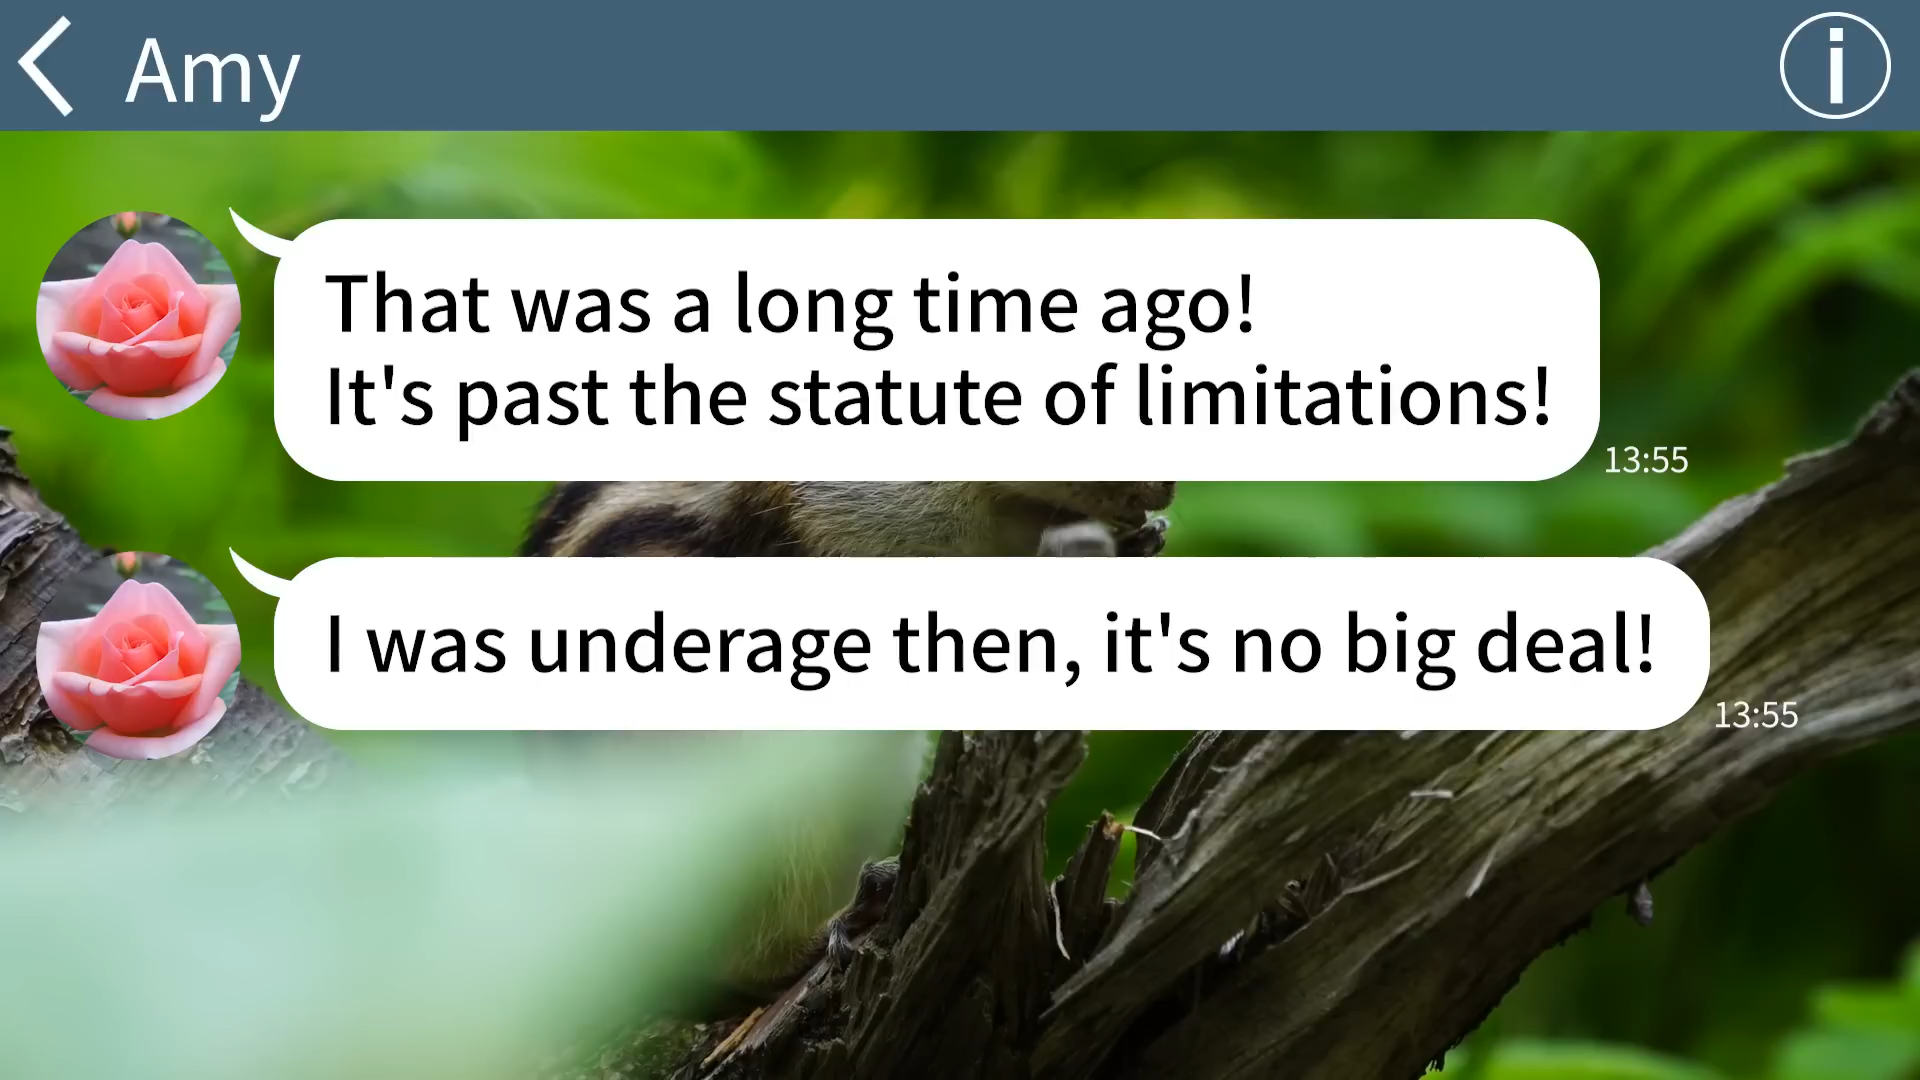 Amy
That was a long time ago!
It's past the statute of limitations!
13:55
I was underage then, it's no big deal!
13:55